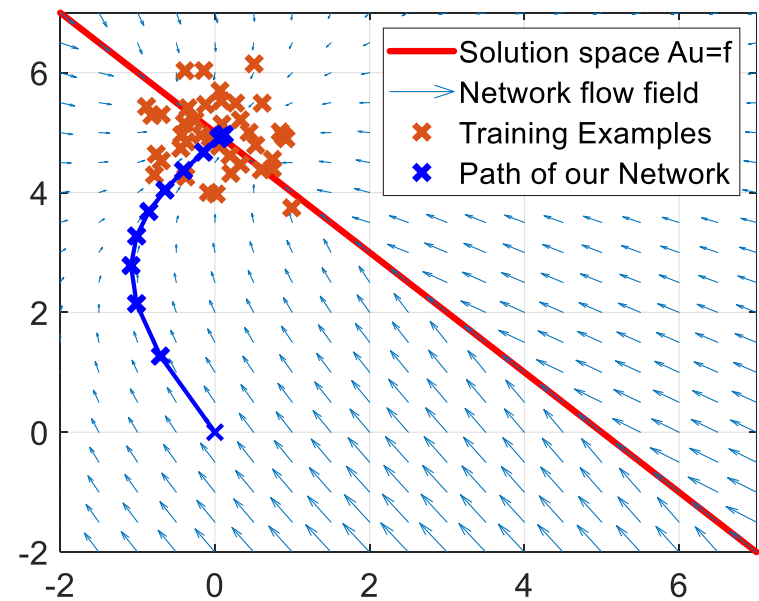 Solution space Au=f
Network flow field
Training Examples
Path of our Network
6
4
2
0
-2
-2 0 2 4 6